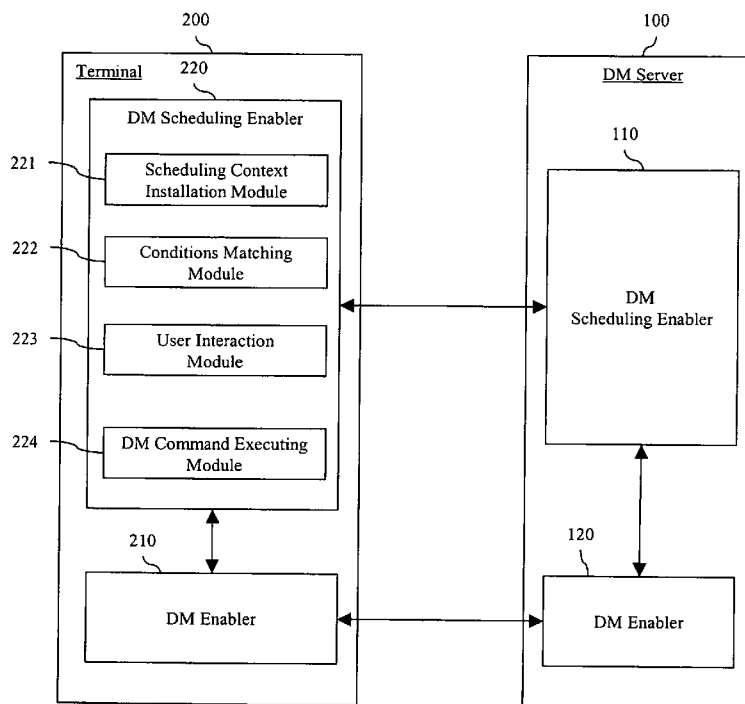 200
100
Terminal
220
DM Server
DM Scheduling Enabler
221
Scheduling Context
Installation Module
110
222
Conditions Matching
Module
DM
Scheduling Enabler
223
User Interaction
Module
224
DM Command Executing
Module
210
120
DM Enabler
DM Enabler